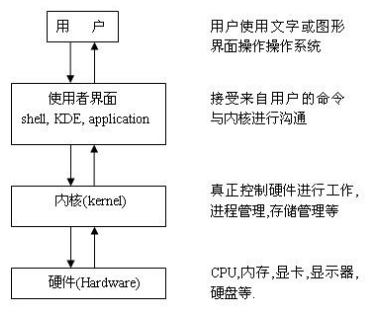 用 户
用户使用文字或图形
界面操作操作系统
使用者界面
shell, KDE, application
接受来自用户的命令
与内核进行沟通
内核(kernel)
真正控制硬件进行工作,
进程管理,存储管理等
硬件(Hardware)
CPU,内存,显卡,显示器,
硬盘等.